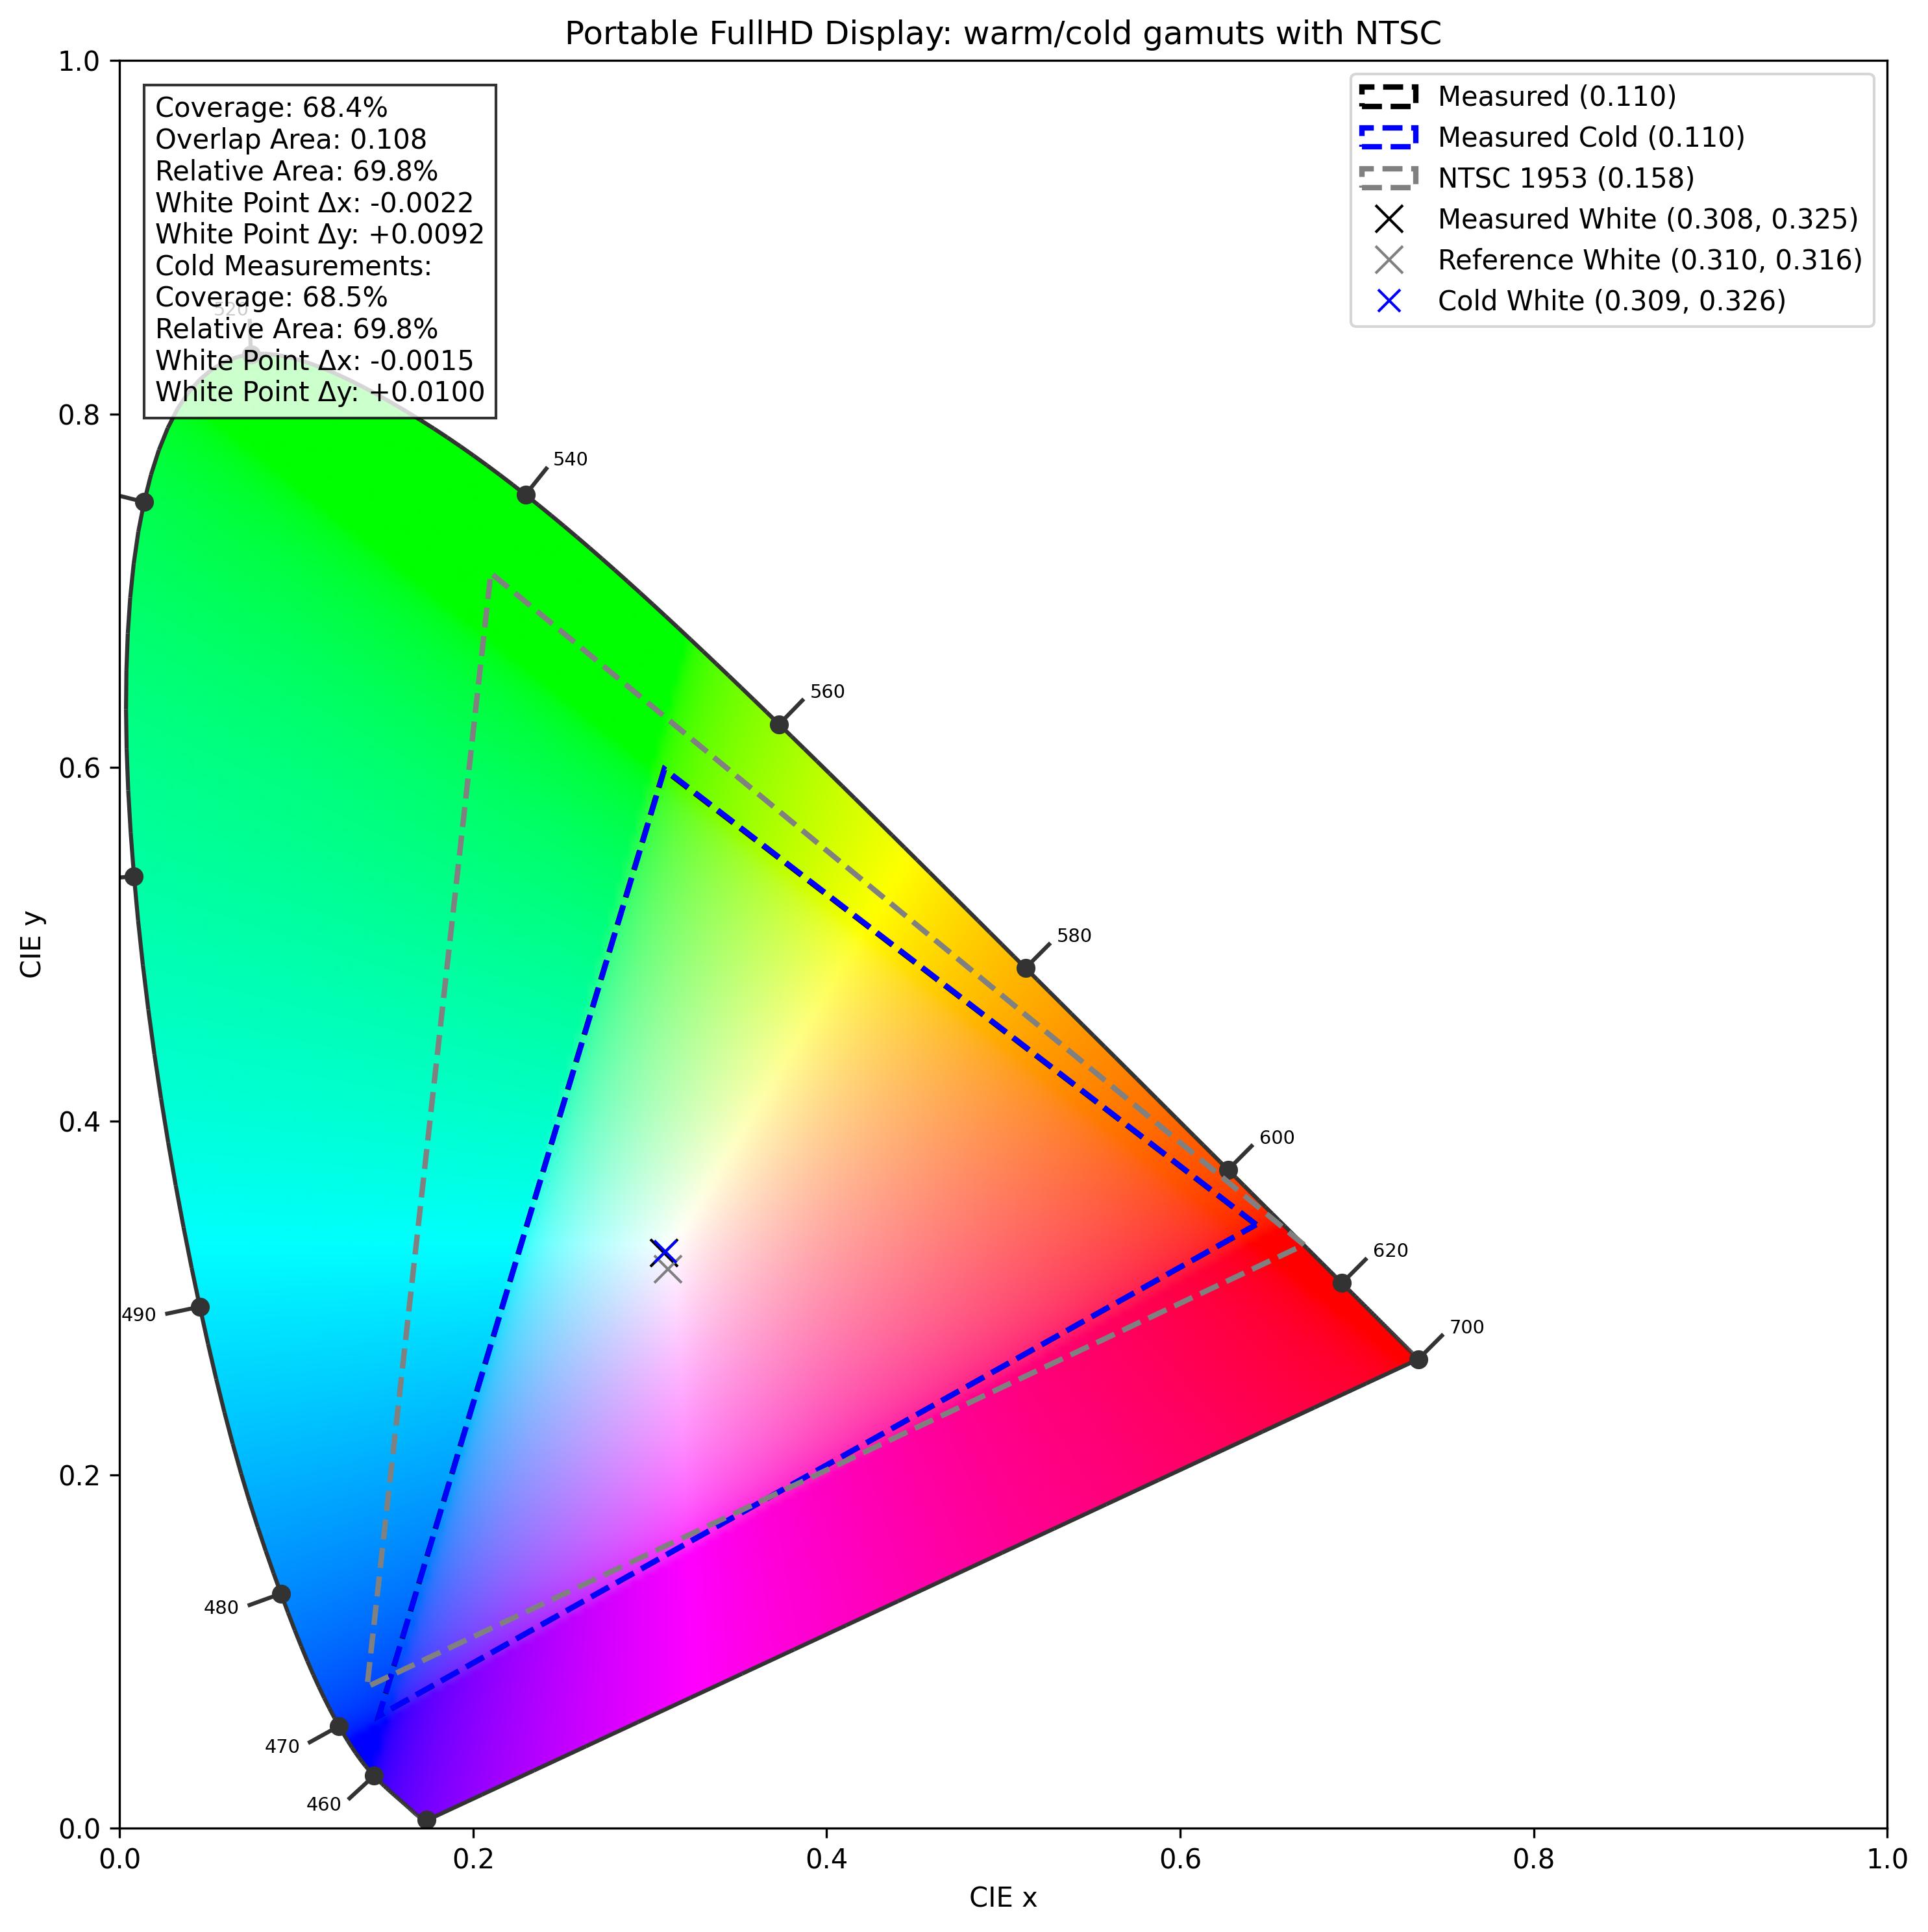 Portable FullHD Display: warm/cold gamuts with NTSC
Coverage: 68.4%
Overlap Area: 0.108
Relative Area: 69.8%
White Point Δx: -0.0022
White Point Δy: +0.0092
Cold Measurements:
Coverage: 68.5%
Relative Area: 69.8%
White Point Δx: -0.0015
White Point Δy: +0.0100
Measured (0.110)
Measured Cold (0.110)
NTSC 1953 (0.158)
Measured White (0.308, 0.325)
Reference White (0.310, 0.316)
Cold White (0.309, 0.326)
520
540
560
580
600
620
700
490
480
470
460
CIE y
1.0
0.8
0.6
0.4
0.2
0.0
0.0 0.2 0.4 0.6 0.8 1.0
CIE x